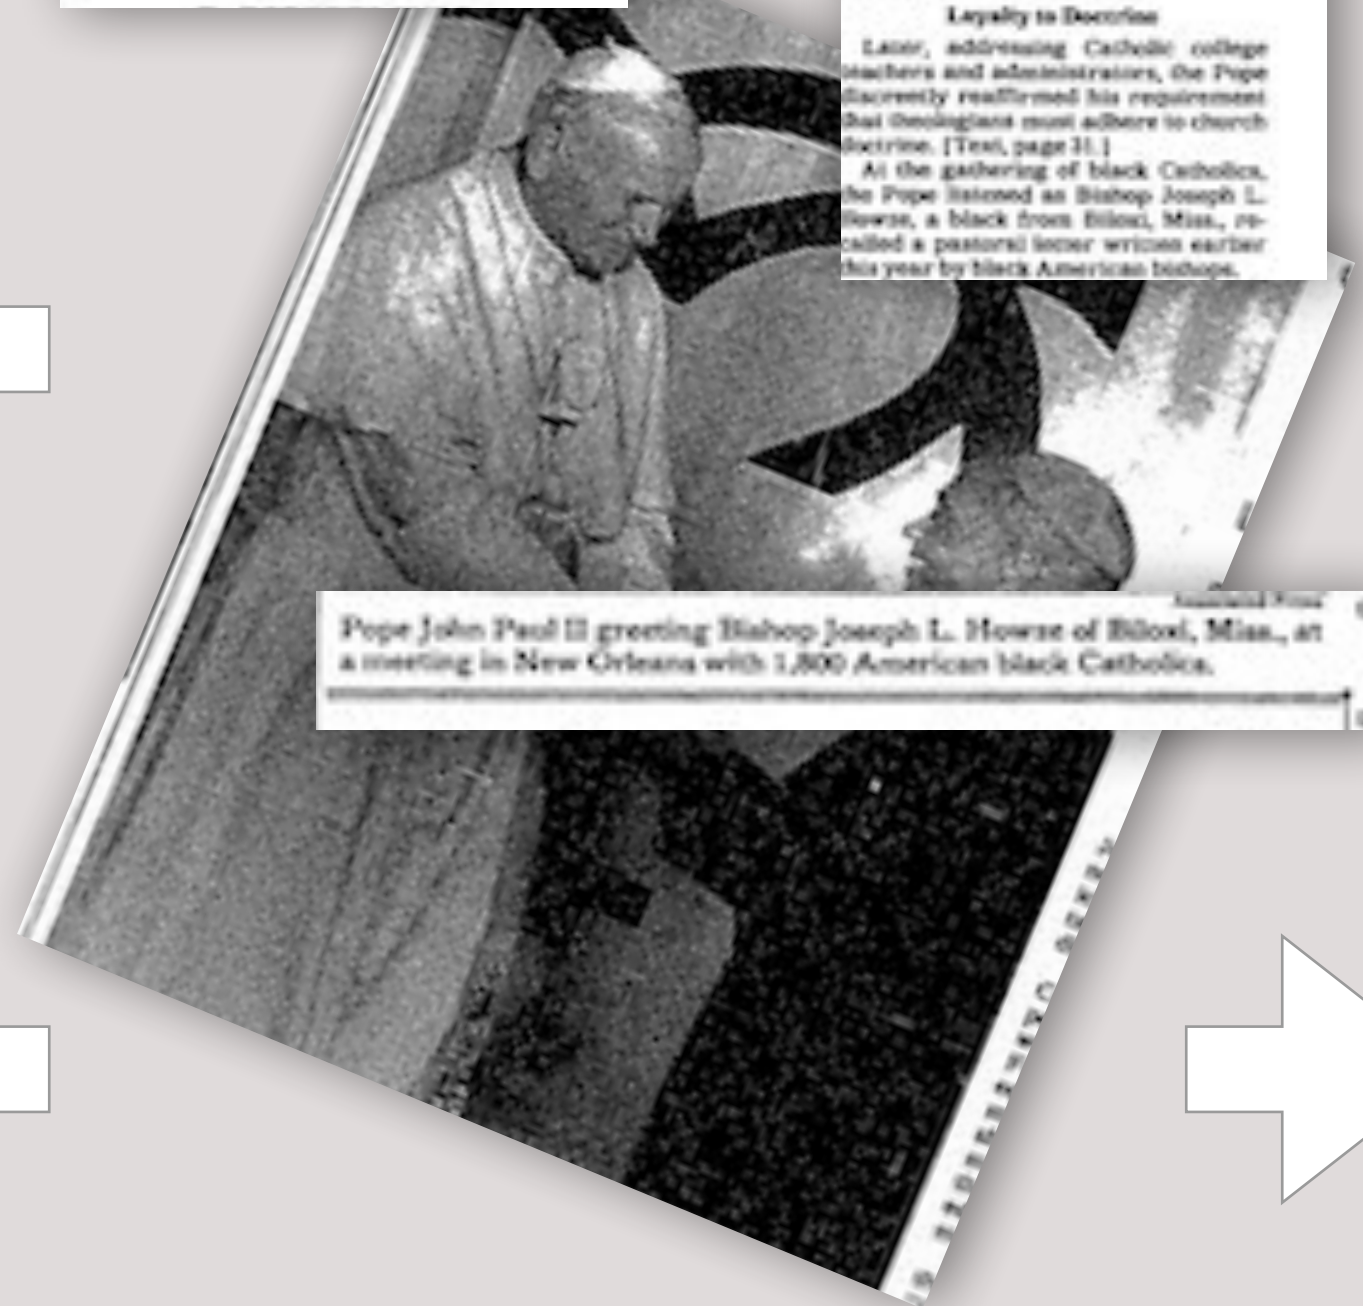 Loyalty to Doctrine
Later, addressing Catholic college
teachers and administrators, the Pope
discreetly reaffirmed his requirement
that theologians must adhere to church
doctrine. [Text, page 31.]
At the gathering of black Catholics,
the Pope listened as Bishop Joseph L.
Howze, a black from Biloxi, Miss., re-
called a pastoral letter written earlier
this year by black American bishops.
Associated Press
Pope John Paul II greeting Bishop Joseph L. Howze of Biloxi, Miss., at
a meeting in New Orleans with 1,800 American black Catholics.